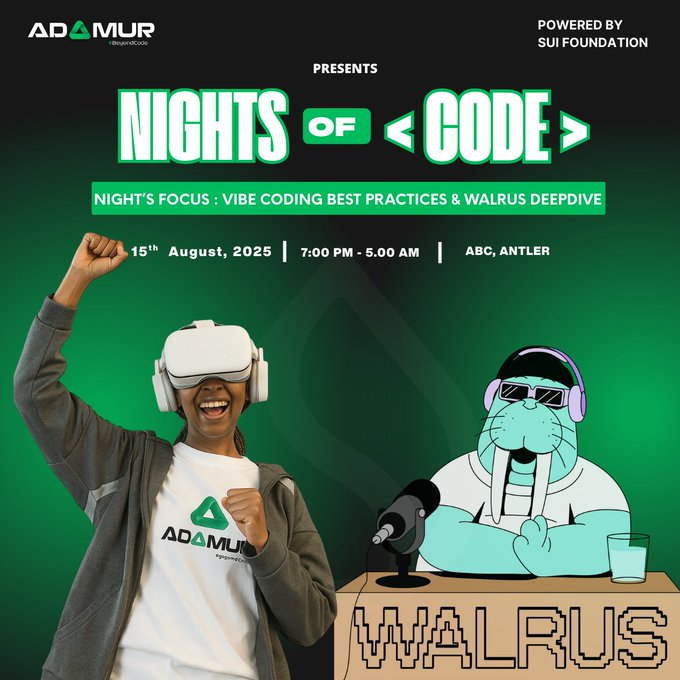 ADAMUR
#BeyondCode
POWERED BY
SUI FOUNDATION
PRESENTS
NIGHTS OF < CODE >
NIGHT'S FOCUS : VIBE CODING BEST PRACTICES & WALRUS DEEPDIVE
15th August, 2025 | 7:00 PM - 5.00 AM | ABC, ANTLER
ADAMUR
WALRUS